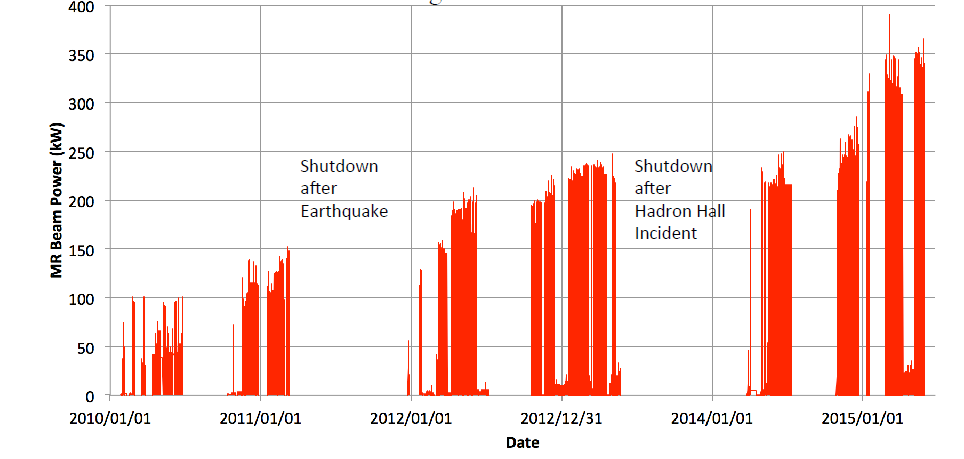 400
350
300
250
200
150
100
50
0
MR Beam Power (kW)
Shutdown
after
Earthquake
Shutdown
after
Hadron Hall
Incident
2010/01/01
2011/01/01
2012/01/01
2012/12/31
2014/01/01
2015/01/01
Date